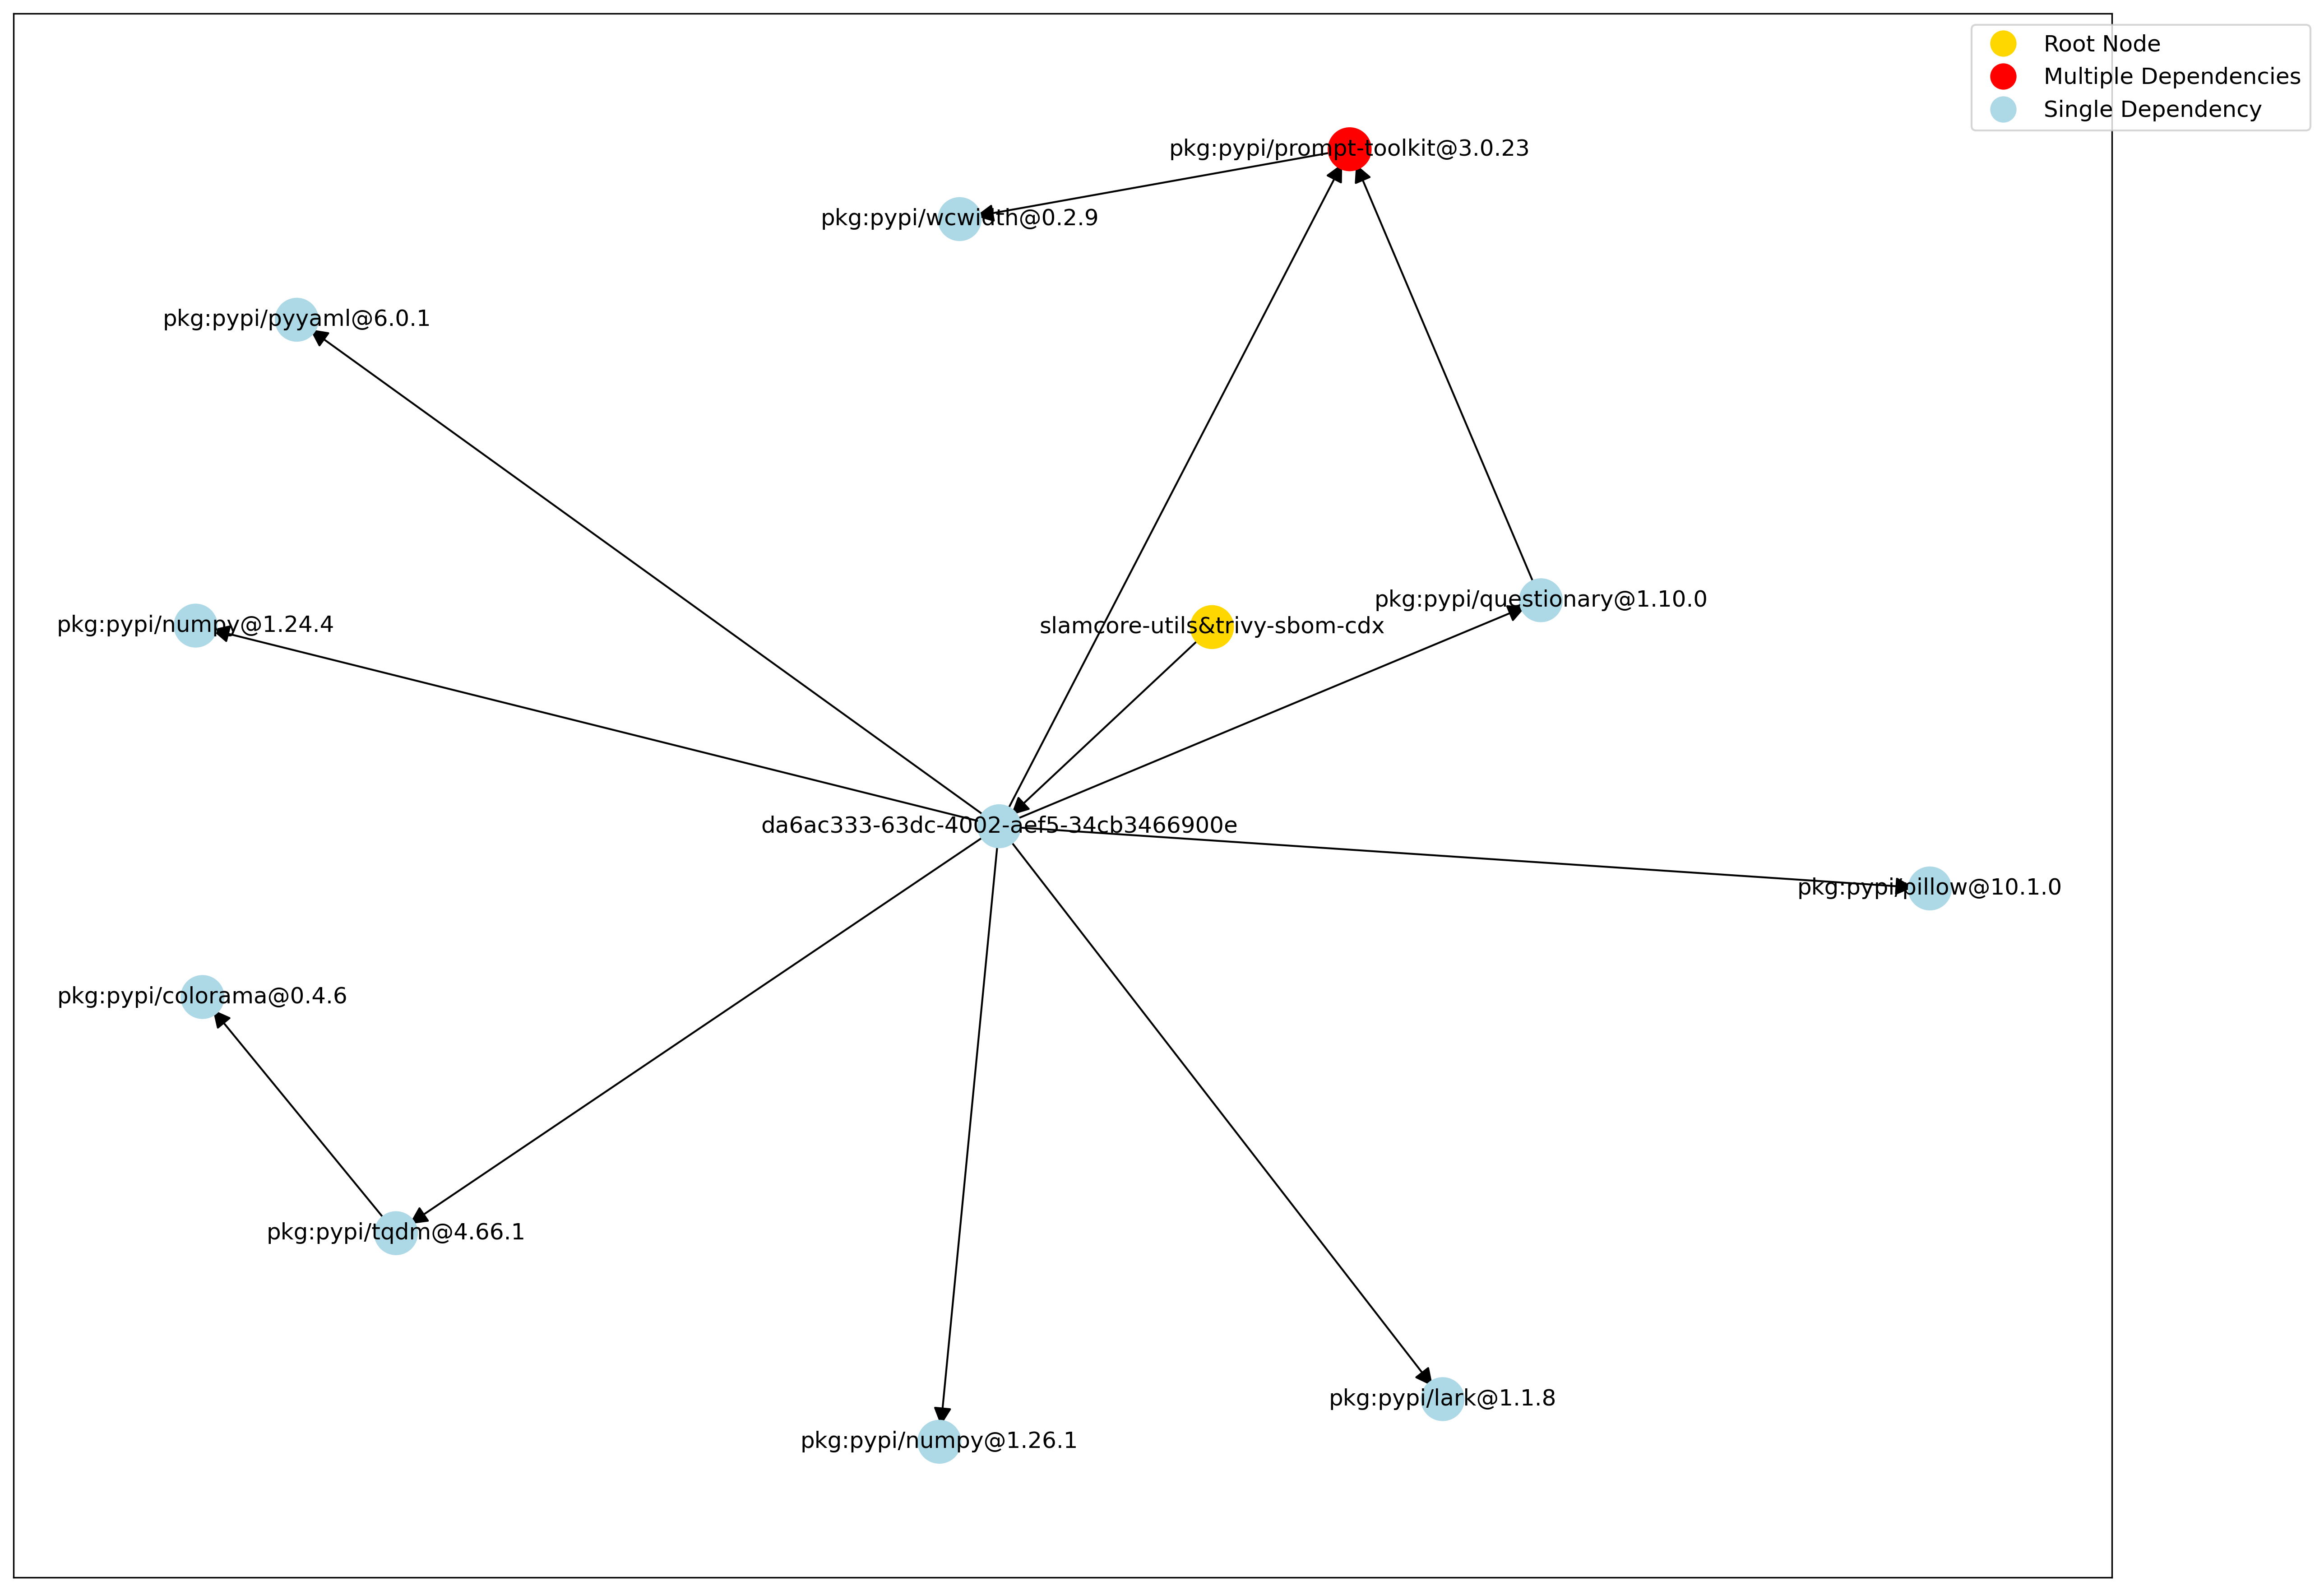 Root Node
Multiple Dependencies
Single Dependency
pkg:pypi/prompt-toolkit@3.0.23
pkg:pypi/wcwidth@0.2.9
pkg:pypi/pyyaml@6.0.1
pkg:pypi/questionary@1.10.0
pkg:pypi/numpy@1.24.4
slamcore-utils&trivy-sbom-cdx
da6ac333-63dc-4002-aef5-34cb3466900e
pkg:pypi/pillow@10.1.0
pkg:pypi/colorama@0.4.6
pkg:pypi/tqdm@4.66.1
pkg:pypi/lark@1.1.8
pkg:pypi/numpy@1.26.1